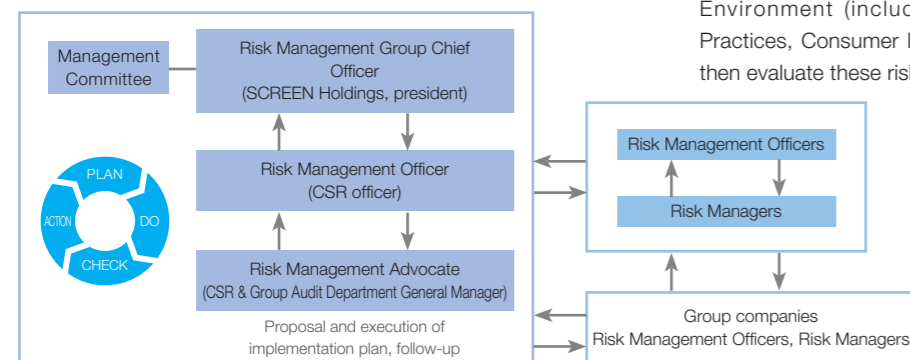 Environment (includ
Practices, Consumer
then evaluate these ris
Management
Committee
Risk Management Group Chief
Officer
(SCREEN Holdings, president)
Risk Management Officer
(CSR officer)
Risk Management Advocate
(CSR & Group Audit Department General Manager)
Proposal and execution of
implementation plan, follow-up
PLAN
DO
CHECK
ACTION
Risk Management Officers
Risk Managers
Group companies
Risk Management Officers, Risk Managers